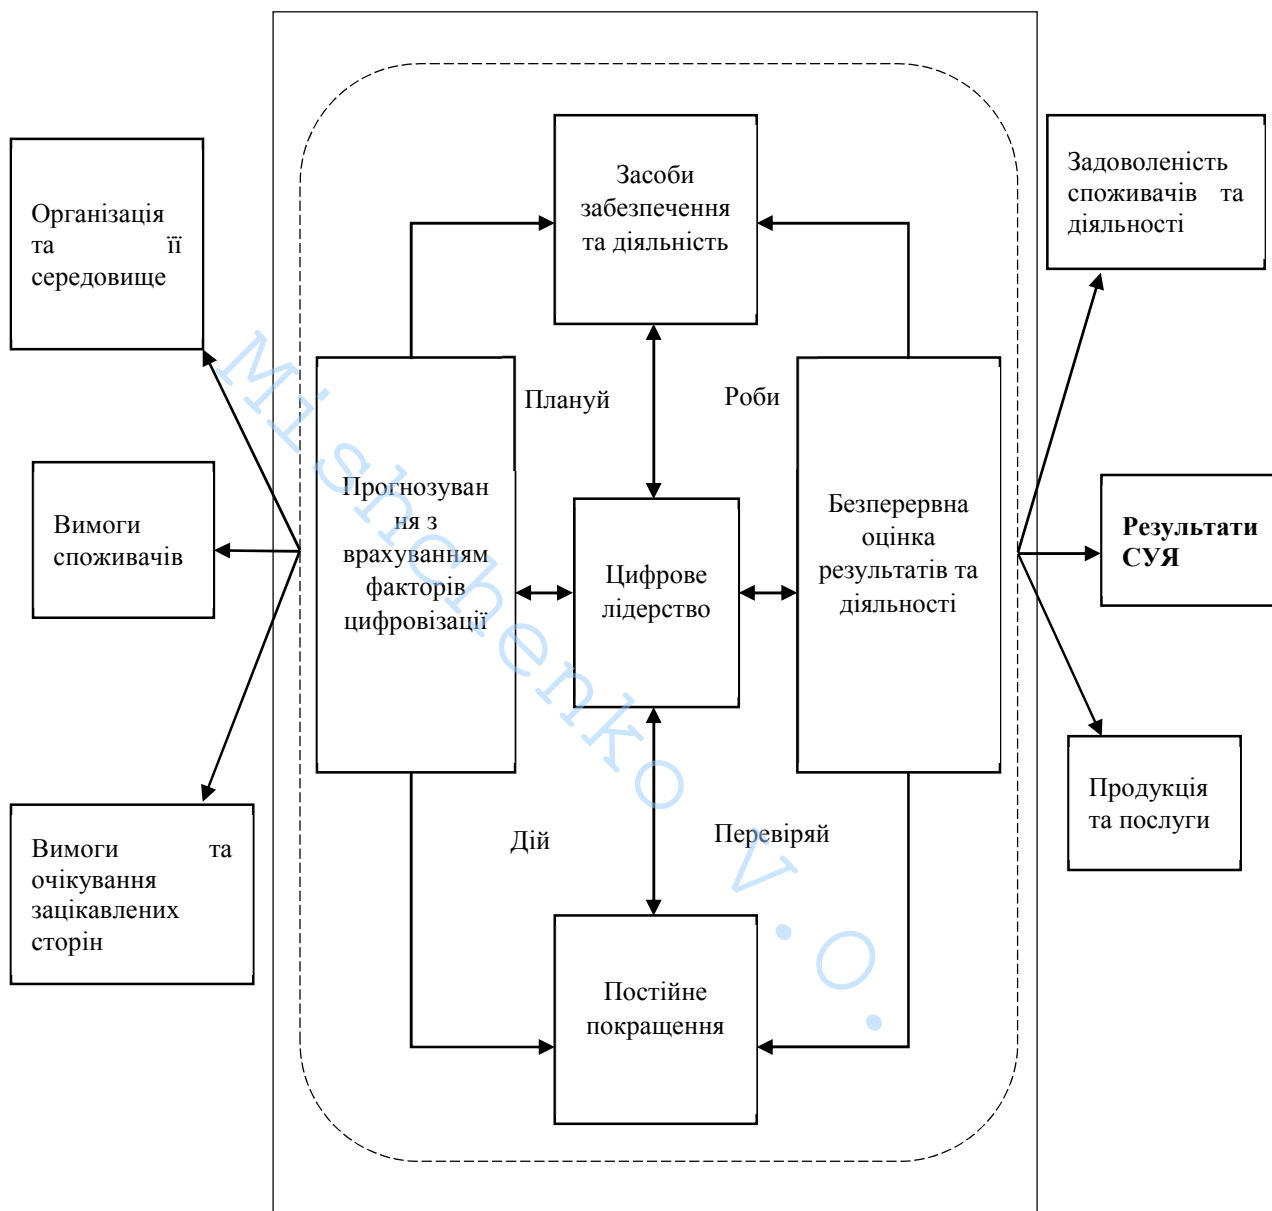 Організація
та її
середовище
Вимоги
споживачів
Вимоги та
очікування
зацікавлених
сторін
Засоби
забезпечення
та діяльність
Плануй
Роби
Прогнозуван
ня з
врахуванням
факторів
цифровізації
Цифрове
лідерство
Безперервна
оцінка
результатів та
діяльності
Дій
Перевіряй
Постійне
покращення
Задоволеність
споживачів та
діяльності
Результати
СУЯ
Продукція
та послуги
Mishchenko V.O.